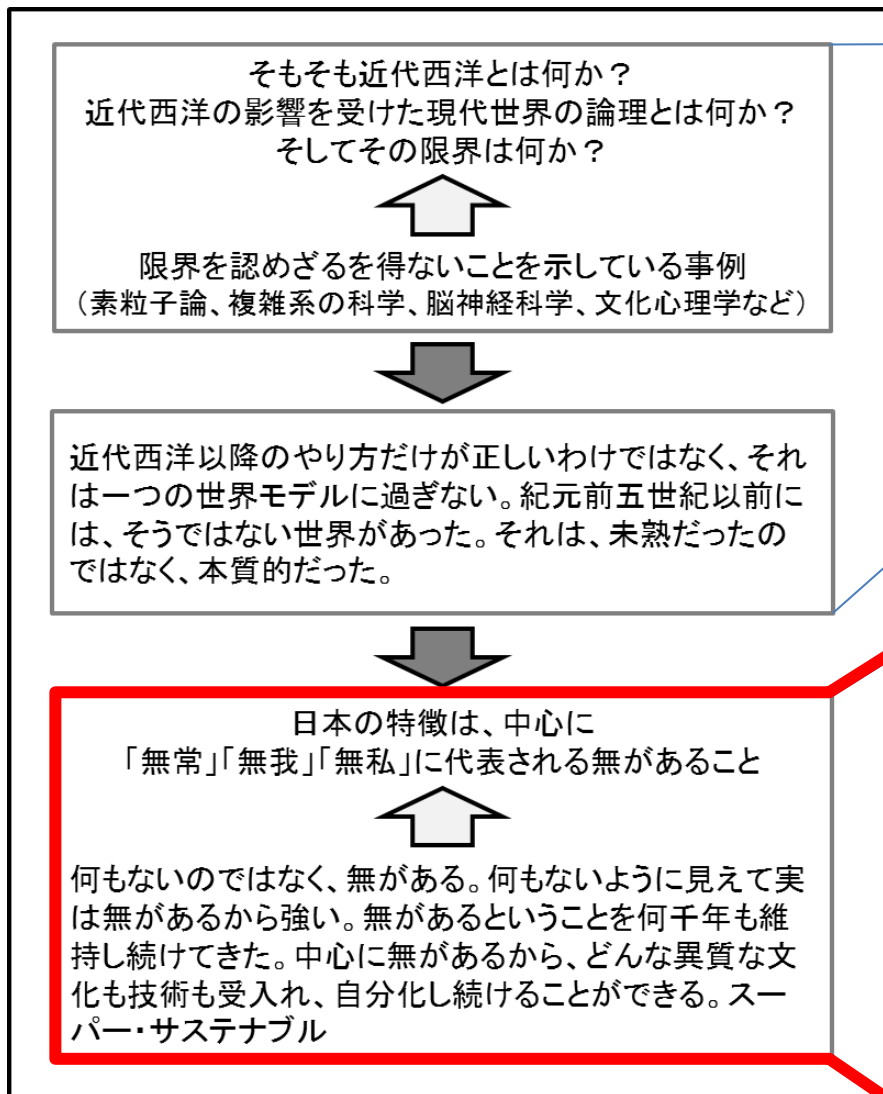 そもそも近代西洋とは何か？
近代西洋の影響を受けた現代世界の論理とは何か？
そしてその限界は何か？
限界を認めざるを得ないことを示している事例
（素粒子論、複雑系の科学、脳神経科学、文化心理学など）
近代西洋以降のやり方だけが正しいわけではなく、それ
は一つの世界モデルに過ぎない。紀元前五世紀以前に
は、そうではない世界があった。それは、未熟だったの
ではなく、本質的だった。
日本の特徴は、中心に
「無常」「無我」「無私」に代表される無があること
何もないのではなく、無がある。何もないように見えて実
は無があるから強い。無があるということを何千年も維
持し続けてきた。中心に無があるから、どんな異質な文
化も技術も受入れ、自分化し続けることができる。スー
パー・サステナブル